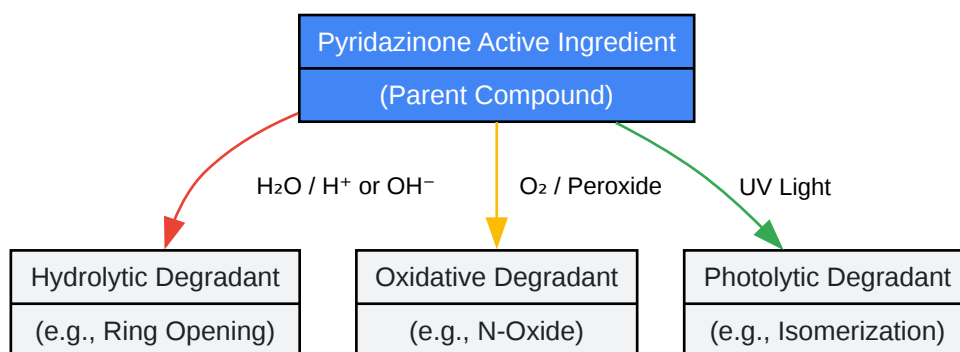 Pyridazinone Active Ingredient
(Parent Compound)
H₂O / H⁺ or OH⁻
O₂ / Peroxide
UV Light
Hydrolytic Degradant
(e.g., Ring Opening)
Oxidative Degradant
(e.g., N-Oxide)
Photolytic Degradant
(e.g., Isomerization)